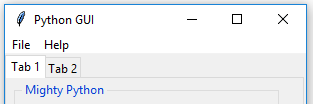 Python GUI
File Help
Tab 1 Tab 2
Mighty Python